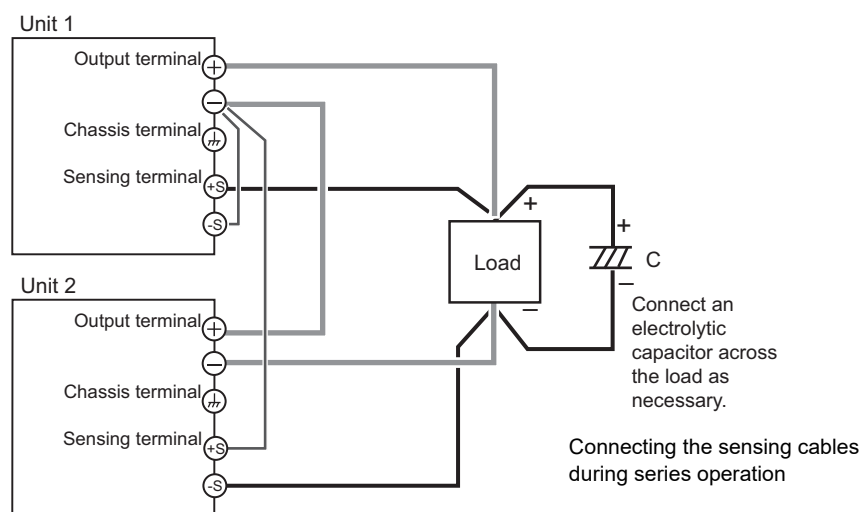 Unit 1
Output terminal
+
−
Chassis terminal
Sensing terminal
+S
-S
Unit 2
Output terminal
+
−
Chassis terminal
Sensing terminal
+S
-S
Load
+
−
+
C
−
Connect an
electrolytic
capacitor across
the load as
necessary.
Connecting the sensing cables
during series operation